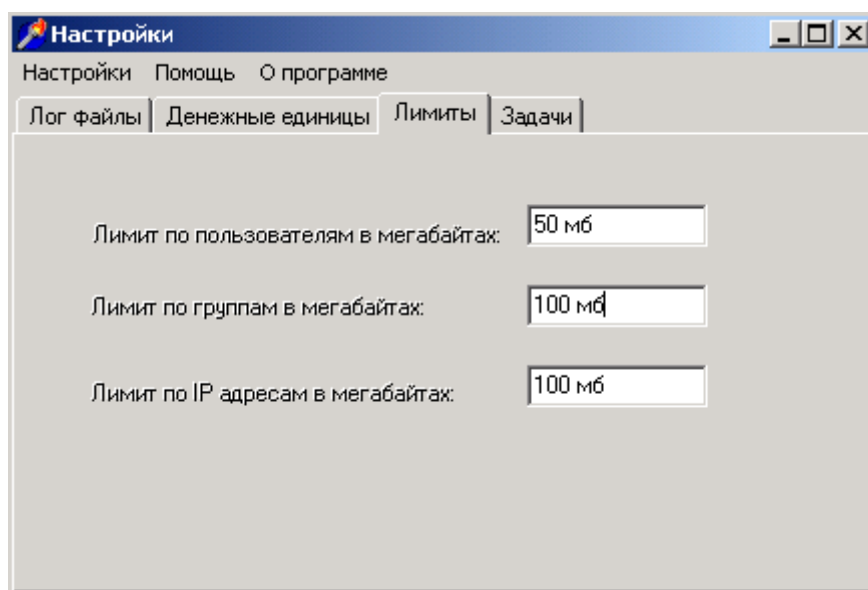 Настройки
Настройки Помощь О программе
Лог файлы Денежные единицы Лимиты Задачи
Лимит по пользователям в мегабайтах: 50 мб
Лимит по группам в мегабайтах: 100 мб
Лимит по IP адресам в мегабайтах: 100 мб